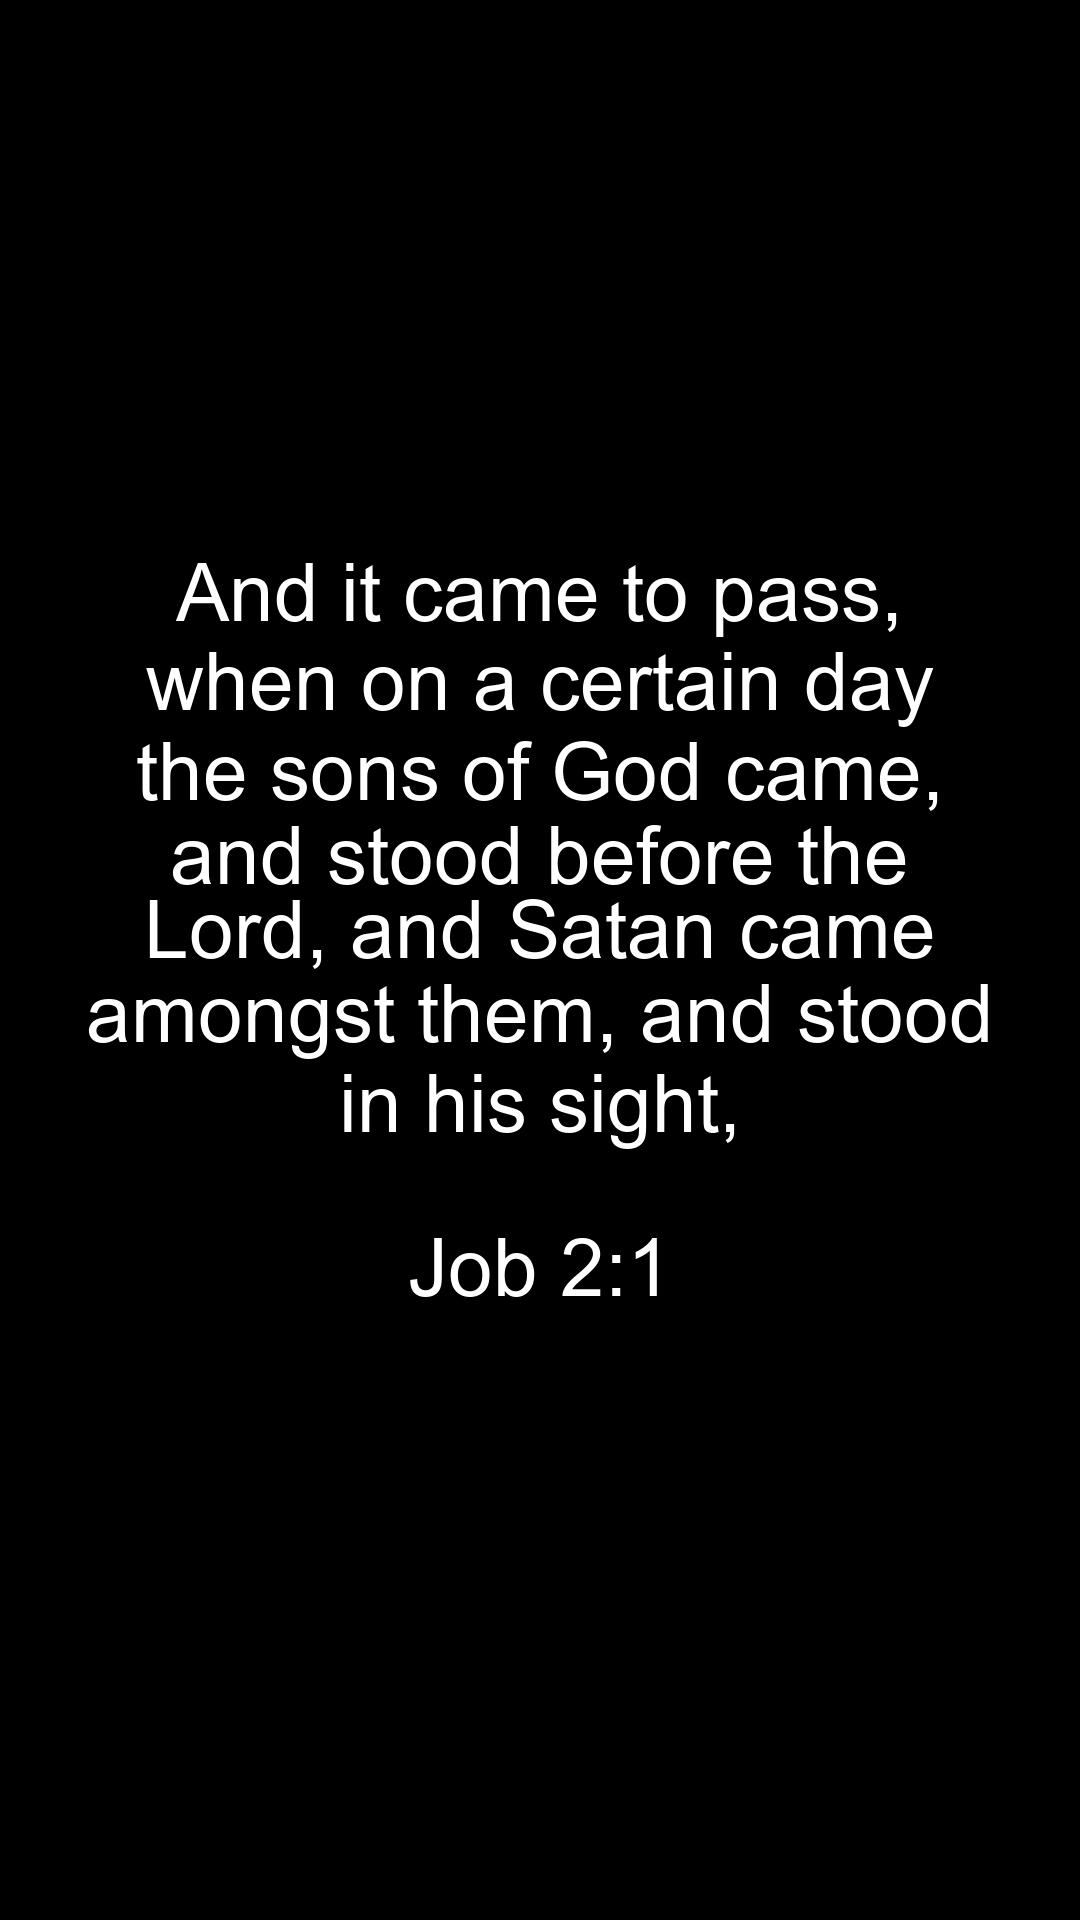 And it came to pass,
when on a certain day
the sons of God came,
and stood before the
Lord, and Satan came
amongst them, and stood
in his sight,
Job 2:1